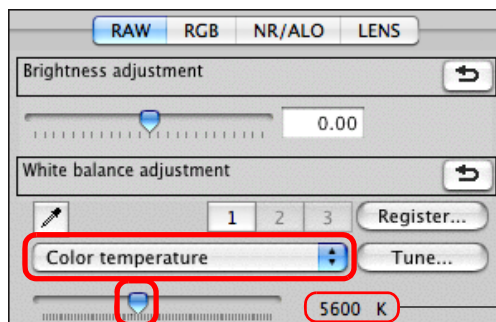 RAW RGB NR/ALO LENS
Brightness adjustment
0.00
White balance adjustment
1 2 3 Register...
Color temperature Tune...
5600 K